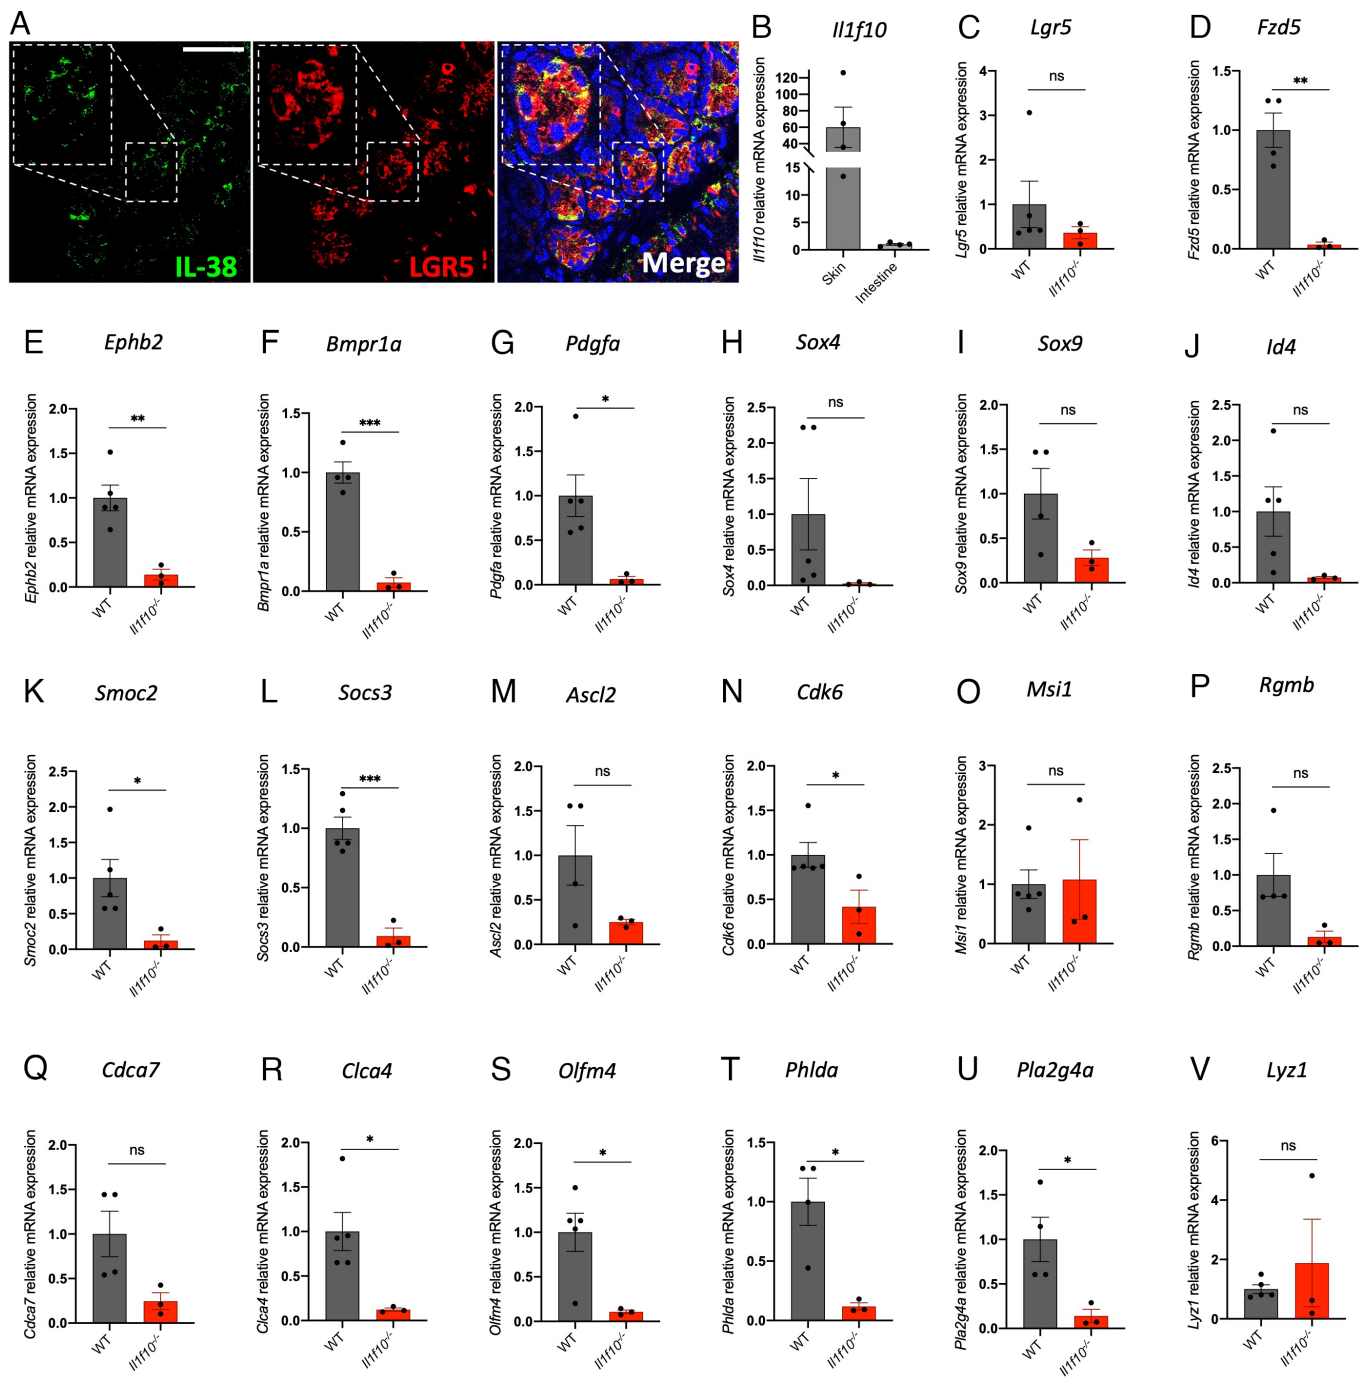 A
IL-38
LGR5
Merge
B
Il1f10
Il1f10 relative mRNA expression
120
100
80
60
40
15
10
5
0
Skin
Intestine
C
Lgr5
Lgr5 relative mRNA expression
4
3
2
1
0
ns
WT
Il1f10-/-
D
Fzd5
Fzd5 relative mRNA expression
1.5
1.0
0.5
0.0
**
WT
Il1f10-/-
E
Ephb2
Ephb2 relative mRNA expression
2.0
1.5
1.0
0.5
0.0
**
WT
Il1f10-/-
F
Bmpr1a
Bmpr1a relative mRNA expression
1.5
1.0
0.5
0.0
***
WT
Il1f10-/-
G
Pdgfa
Pdgfa relative mRNA expression
2.0
1.5
1.0
0.5
0.0
*
WT
Il1f10-/-
H
Sox4
Sox4 relative mRNA expression
2.5
2.0
1.5
1.0
0.5
0.0
ns
WT
Il1f10-/-
I
Sox9
Sox9 relative mRNA expression
2.0
1.5
1.0
0.5
0.0
ns
WT
Il1f10-/-
J
Id4
Id4 relative mRNA expression
2.5
2.0
1.5
1.0
0.5
0.0
ns
WT
Il1f10-/-
K
Smoc2
Smoc2 relative mRNA expression
2.5
2.0
1.5
1.0
0.5
0.0
*
WT
Il1f10-/-
L
Socs3
Socs3 relative mRNA expression
1.5
1.0
0.5
0.0
***
WT
Il1f10-/-
M
Ascl2
Ascl2 relative mRNA expression
2.0
1.5
1.0
0.5
0.0
ns
WT
Il1f10-/-
N
Cdk6
Cdk6 relative mRNA expression
2.0
1.5
1.0
0.5
0.0
*
WT
Il1f10-/-
O
Msi1
Msi1 relative mRNA expression
3
2
1
0
ns
WT
Il1f10-/-
P
Rgmb
Rgmb relative mRNA expression
2.5
2.0
1.5
1.0
0.5
0.0
ns
WT
Il1f10-/-
Q
Cdca7
Cdca7 relative mRNA expression
2.0
1.5
1.0
0.5
0.0
ns
WT
Il1f10-/-
R
Clca4
Clca4 relative mRNA expression
2.0
1.5
1.0
0.5
0.0
*
WT
Il1f10-/-
S
Olfm4
Olfm4 relative mRNA expression
2.0
1.5
1.0
0.5
0.0
*
WT
Il1f10-/-
T
Phlda
Phlda relative mRNA expression
1.5
1.0
0.5
0.0
*
WT
Il1f10-/-
U
Pla2g4a
Pla2g4a relative mRNA expression
2.0
1.5
1.0
0.5
0.0
*
WT
Il1f10-/-
V
Lyz1
Lyz1 relative mRNA expression
6
4
2
0
ns
WT
Il1f10-/-